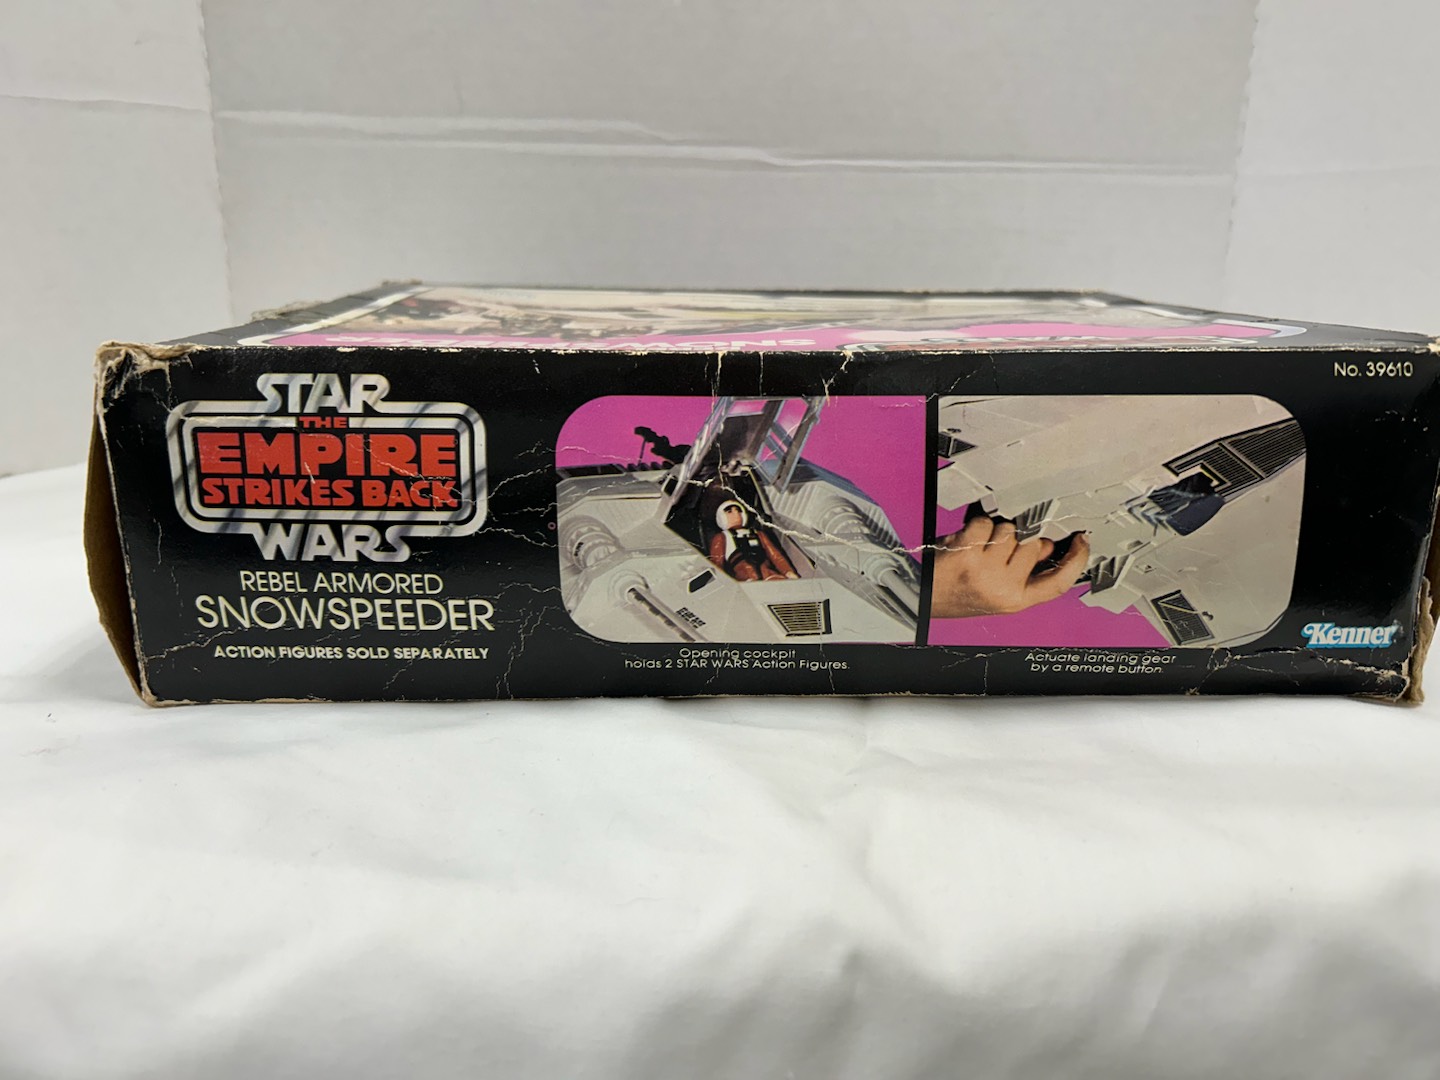 STAR
THE
EMPIRE
STRIKES BACK
WARS
REBEL ARMORED
SNOWSPEEDER
ACTION FIGURES SOLD SEPARATELY
Opening cockpit
holds 2 STAR WARS Action Figures.
Actuate landing gear
by a remote button.
No. 39610
Kenner